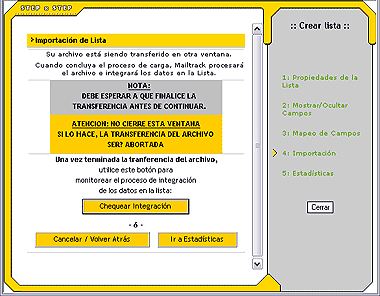 STEP x STEP
Importación de Lista
Su archivo está siendo transferido en otra ventana.
Cuando concluya el proceso de carga, Mailtrack procesará
el archivo e integrará los datos en la Lista.
NOTA:
DEBE ESPERAR A QUE FINALICE LA
TRANSFERENCIA ANTES DE CONTINUAR.
ATENCION: NO CIERRE ESTA VENTANA
SI LO HACE, LA TRANSFERENCIA DEL ARCHIVO
SER? ABORTADA
Una vez terminada la tranferencia del archivo,
utilice este botón para
monitorear el proceso de integración
de los datos en la lista:
Chequear Integración
- 6 -
Cancelar / Volver Atrás
Ir a Estadísticas
:: Crear lista ::
1: Propiedades de la
Lista
2: Mostrar/Ocultar
Campos
3: Mapeo de Campos
4: Importación
5: Estadísticas
Cerrar